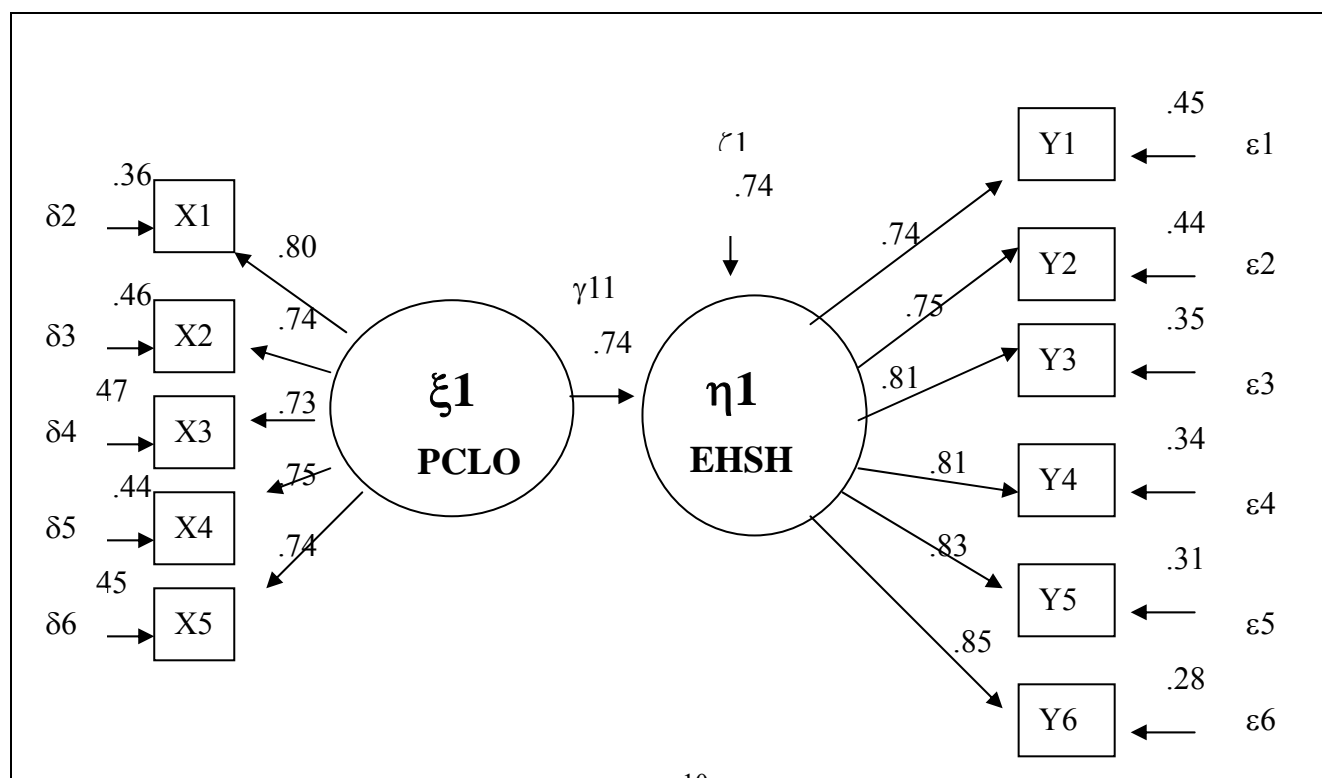 .45
ζ1
Y1
ε1
.36
.74
δ2
X1
.74
.44
.80
Y2
ε2
.46
γ11
.75
.74
.35
δ3
X2
.74
Y3
.81
ε3
47
ξ1
η1
δ4
X3
.73
PCLO
EHSH
.34
.81
Y4
.44
.75
ε4
δ5
X4
.74
.83
.31
45
Y5
δ6
X5
ε5
.85
.28
Y6
ε6